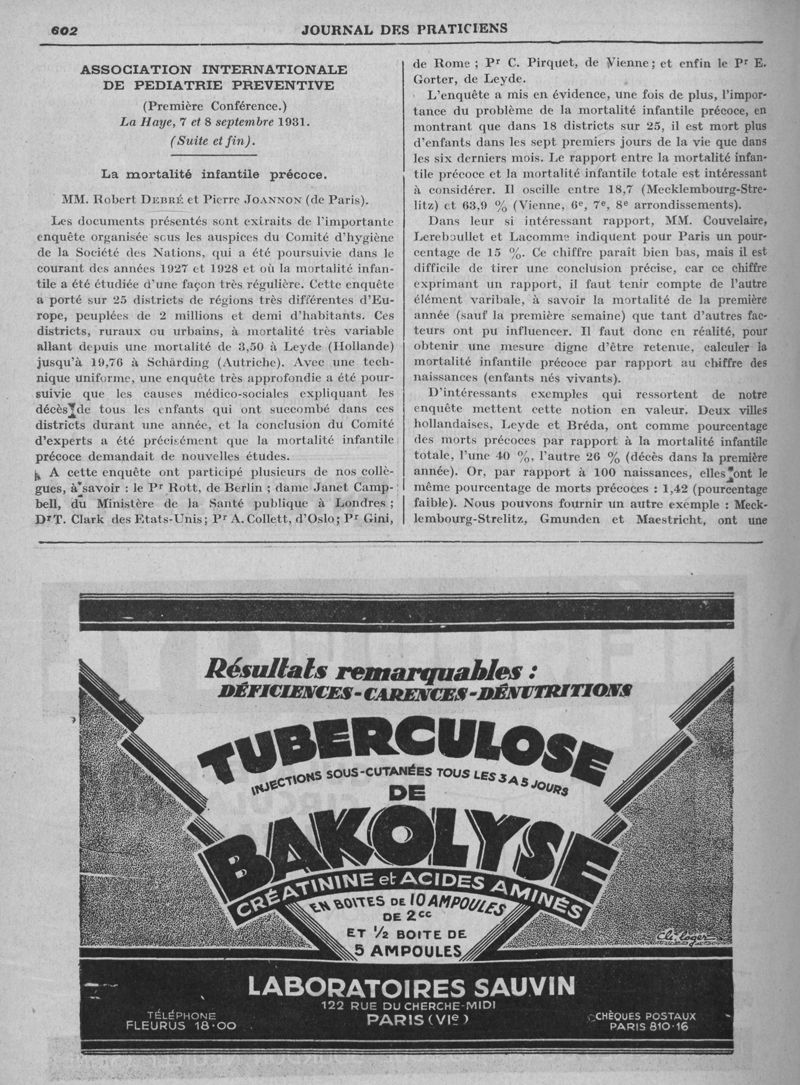 602
JOURNAL DES PRATICIENS
ASSOCIATION INTERNATIONALE
DE PEDIATRIE PREVENTIVE
(Première Conférence.)
La Haye, 7 et 8 septembre 1931.
(Suite et fin).
La mortalité infantile précoce.
MM. Robert DEBRÉ et Pierre JOANNON (de Paris).
Les documents présentés sont extraits de l'importante
enquête organisée sous les auspices du Comité d'hygiène
de la Société des Nations, qui a été poursuivie dans le
courant des années 1927 et 1928 et où la mortalité infan-
tile a été étudiée d'une façon très régulière. Cette enquête
a porté sur 25 districts de régions très différentes d'Eu-
rope, peuplées de 2 millions et demi d'habitants. Ces
districts, ruraux ou urbains, à mortalité très variable
allant depuis une mortalité de 3,50 à Leyde (Hollande)
jusqu'à 19,76 à Schärding (Autriche). Avec une tech-
nique uniforme, une enquête très approfondie a été pour-
suivie que les causes médico-sociales expliquant les
décès de tous les enfants qui ont succombé dans ces
districts durant une année, et la conclusion du Comité
d'experts a été précisément que la mortalité infantile
précoce demandait de nouvelles études.
A cette enquête ont participé plusieurs de nos collè-
gues, à savoir : le Pr Rott, de Berlin ; dame Janet Camp-
bell, du Ministère de la Santé publique à Londres ;
Dr T. Clark des Etats-Unis ; Pr A. Collett, d'Oslo ; Pr Gini,
de Rome ; Pr C. Pirquet, de Vienne ; et enfin le Pr E.
Gorter, de Leyde.
L'enquête a mis en évidence, une fois de plus, l'impor-
tance du problème de la mortalité infantile précoce, en
montrant que dans 18 districts sur 25, il est mort plus
d'enfants dans les sept premiers jours de la vie que dans
les six derniers mois. Le rapport entre la mortalité infan-
tile précoce et la mortalité infantile totale est intéressant
à considérer. Il oscille entre 18,7 (Mecklembourg-Stre-
litz) et 63,9 % (Vienne, 6e, 7e, 8e arrondissements).
Dans leur si intéressant rapport, MM. Couvelaire,
Lereboullet et Lacomme indiquent pour Paris un pour-
centage de 15 %. Ce chiffre paraît bien bas, mais il est
difficile de tirer une conclusion précise, car ce chiffre
exprimant un rapport, il faut tenir compte de l'autre
élément varibale, à savoir la mortalité de la première
année (sauf la première semaine) que tant d'autres fac-
teurs ont pu influencer. Il faut donc en réalité, pour
obtenir une mesure digne d'être retenue, calculer la
mortalité infantile précoce par rapport au chiffre des
naissances (enfants nés vivants).
D'intéressants exemples qui ressortent de notre
enquête mettent cette notion en valeur. Deux villes
hollandaises, Leyde et Bréda, ont comme pourcentage
des morts précoces par rapport à la mortalité infantile
totale, l'une 40 %, l'autre 26 % (décès dans la première
année). Or, par rapport à 100 naissances, elles ont le
même pourcentage de morts précoces : 1,42 (pourcentage
faible). Nous pouvons fournir un autre exemple : Meck-
lembourg-Strelitz, Gmunden et Maestricht, ont une
Résultats remarquables :
DÉFICIENCES-CARENCES-DÉNUTRITIONS
TUBERCULOSE
INJECTIONS SOUS-CUTANÉES TOUS LES 3 A 5 JOURS
DE
BAKOLYSE
CRÉATININE et ACIDES AMINÉS
EN BOITES DE 10 AMPOULES
DE 2cc
ET 1/2 BOITE DE
5 AMPOULES
LABORATOIRES SAUVIN
122 RUE DU CHERCHE-MIDI
PARIS (VIe)
TÉLÉPHONE
FLEURUS 18-00
CHÈQUES POSTAUX
PARIS 810-16